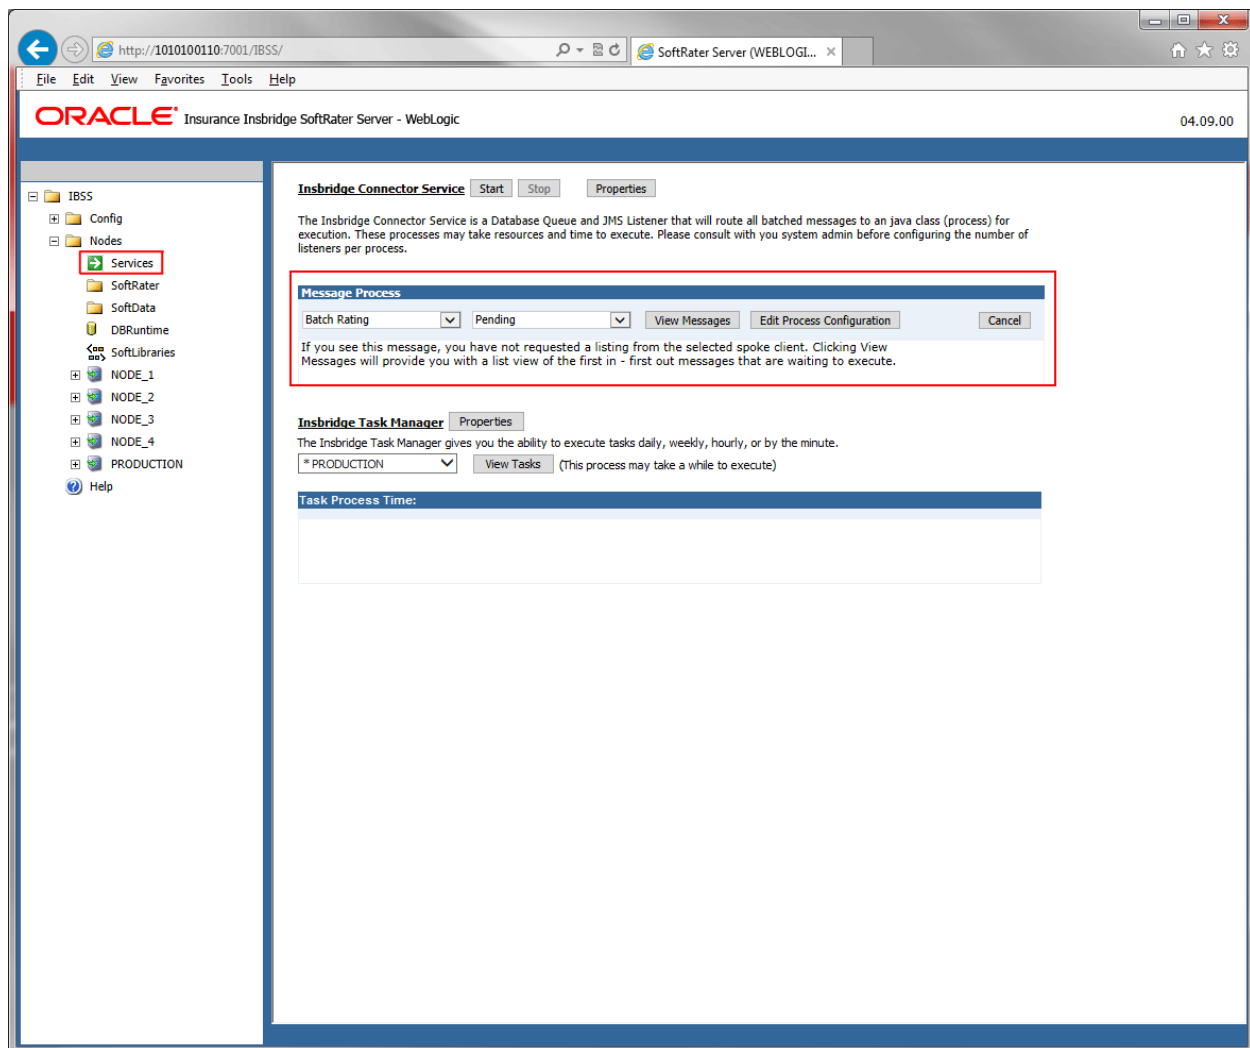 http://1010100110:7001/IBSS/
SoftRater Server (WEBLOGI...
File Edit View Favorites Tools Help
ORACLE Insurance Insbridge SoftRater Server - WebLogic
04.09.00
IBSS
Config
Nodes
Services
SoftRater
SoftData
DBRuntime
SoftLibraries
NODE_1
NODE_2
NODE_3
NODE_4
PRODUCTION
Help
Insbridge Connector Service Start Stop Properties
The Insbridge Connector Service is a Database Queue and JMS Listener that will route all batched messages to an java class (process) for
execution. These processes may take resources and time to execute. Please consult with you system admin before configuring the number of
listeners per process.
Message Process
Batch Rating Pending View Messages Edit Process Configuration Cancel
If you see this message, you have not requested a listing from the selected spoke client. Clicking View
Messages will provide you with a list view of the first in - first out messages that are waiting to execute.
Insbridge Task Manager Properties
The Insbridge Task Manager gives you the ability to execute tasks daily, weekly, hourly, or by the minute.
* PRODUCTION View Tasks (This process may take a while to execute)
Task Process Time: